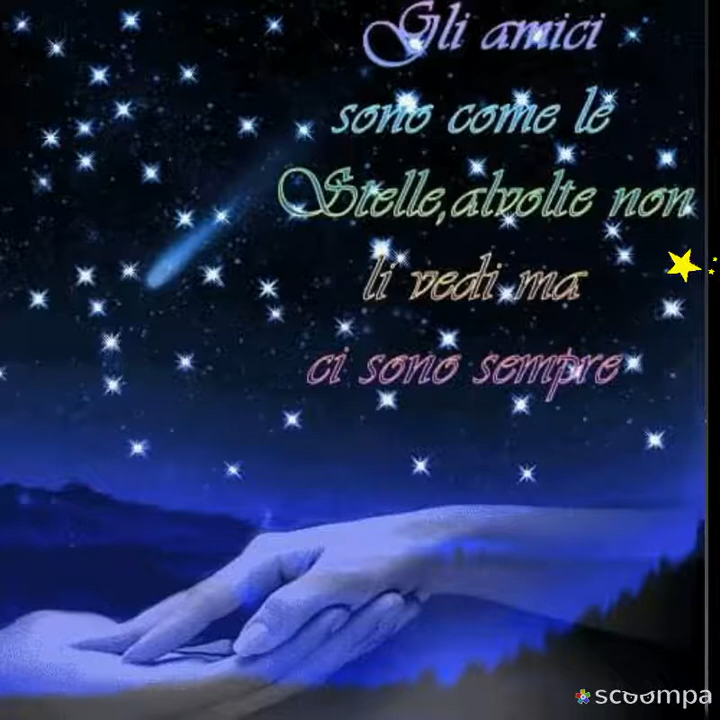 Gli amici
sono come le
Stelle,alvolte non
li vedi ma
ci sono sempre
scoompa